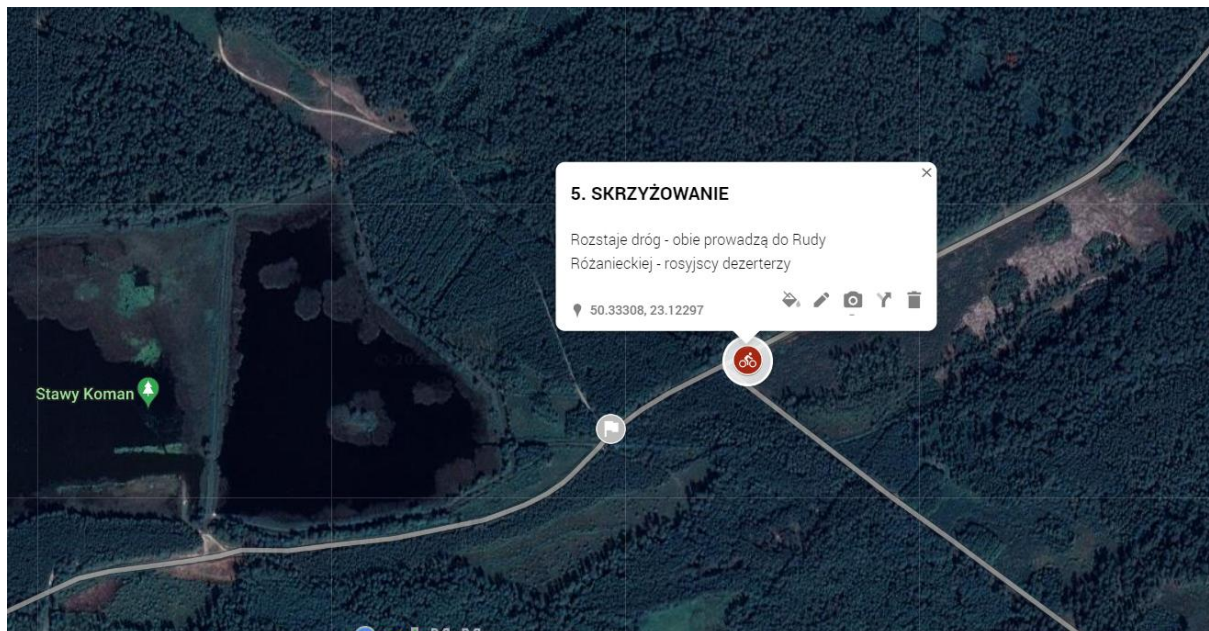 5. SKRZYŻOWANIE
Rozstaje dróg - obie prowadzą do Rudy
Różanieckiej - rosyjscy dezerterzy
50.33308, 23.12297
Stawy Koman